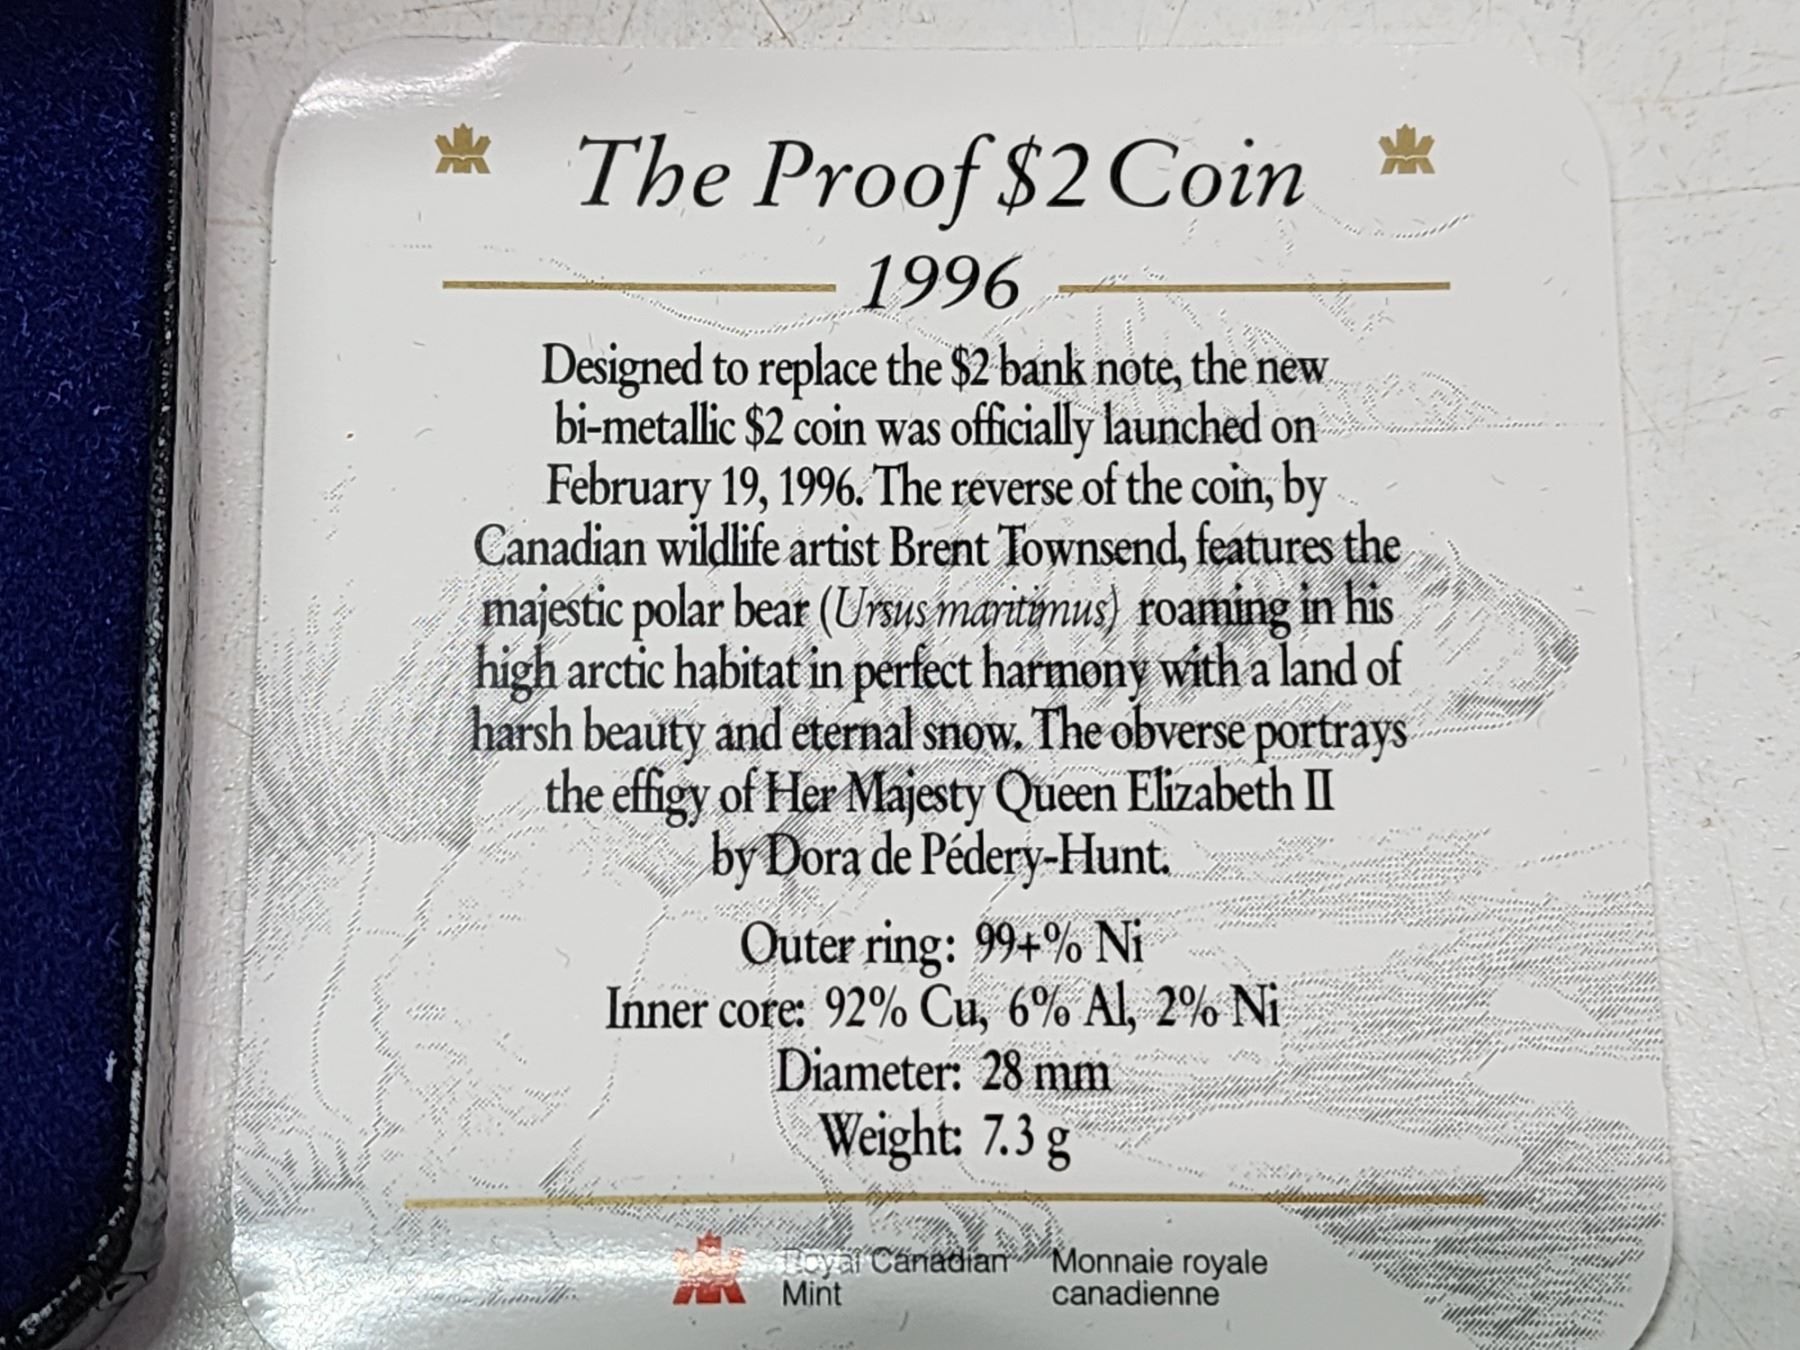 The Proof $2 Coin
1996
Designed to replace the $2 bank note, the new
bi-metallic $2 coin was officially launched on
February 19, 1996. The reverse of the coin, by
Canadian wildlife artist Brent Townsend, features the
majestic polar bear (Ursus maritimus) roaming in his
high arctic habitat in perfect harmony with a land of
harsh beauty and eternal snow. The obverse portrays
the effigy of Her Majesty Queen Elizabeth II
by Dora de Pédery-Hunt.
Outer ring: 99+% Ni
Inner core: 92% Cu, 6% Al, 2% Ni
Diameter: 28 mm
Weight: 7.3 g
Royal Canadian
Mint
Monnaie royale
canadienne